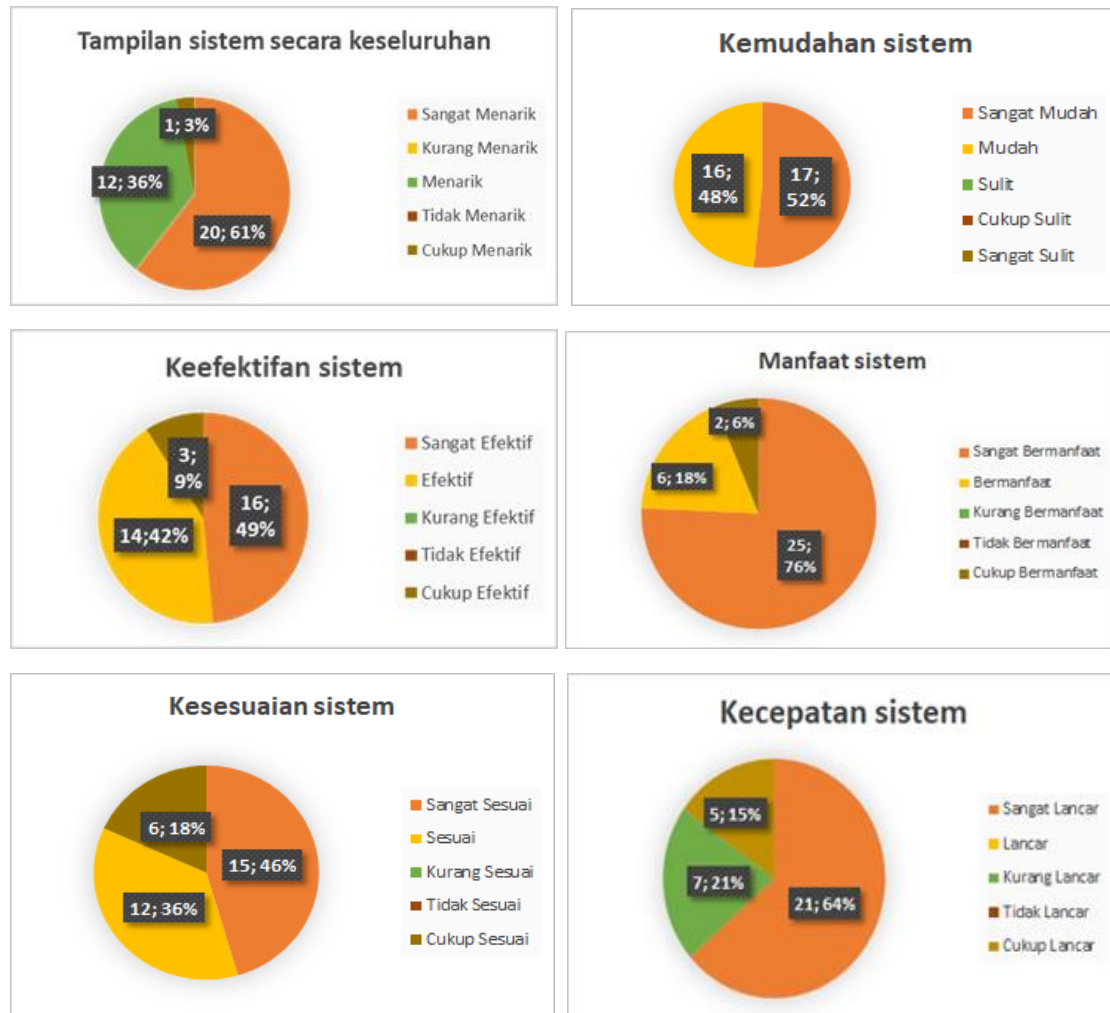 Tampilan sistem secara keseluruhan
1; 3%
12; 36%
20; 61%
Sangat Menarik
Kurang Menarik
Menarik
Tidak Menarik
Cukup Menarik
Kemudahan sistem
16;
48%
17;
52%
Sangat Mudah
Mudah
Sulit
Cukup Sulit
Sangat Sulit
Keefektifan sistem
3;
9%
14;42%
16;
49%
Sangat Efektif
Efektif
Kurang Efektif
Tidak Efektif
Cukup Efektif
Manfaat sistem
2; 6%
6; 18%
25;
76%
Sangat Bermanfaat
Bermanfaat
Kurang Bermanfaat
Tidak Bermanfaat
Cukup Bermanfaat
Kesesuaian sistem
6; 18%
15; 46%
12; 36%
Sangat Sesuai
Sesuai
Kurang Sesuai
Tidak Sesuai
Cukup Sesuai
Kecepatan sistem
5; 15%
7; 21%
21; 64%
Sangat Lancar
Lancar
Kurang Lancar
Tidak Lancar
Cukup Lancar